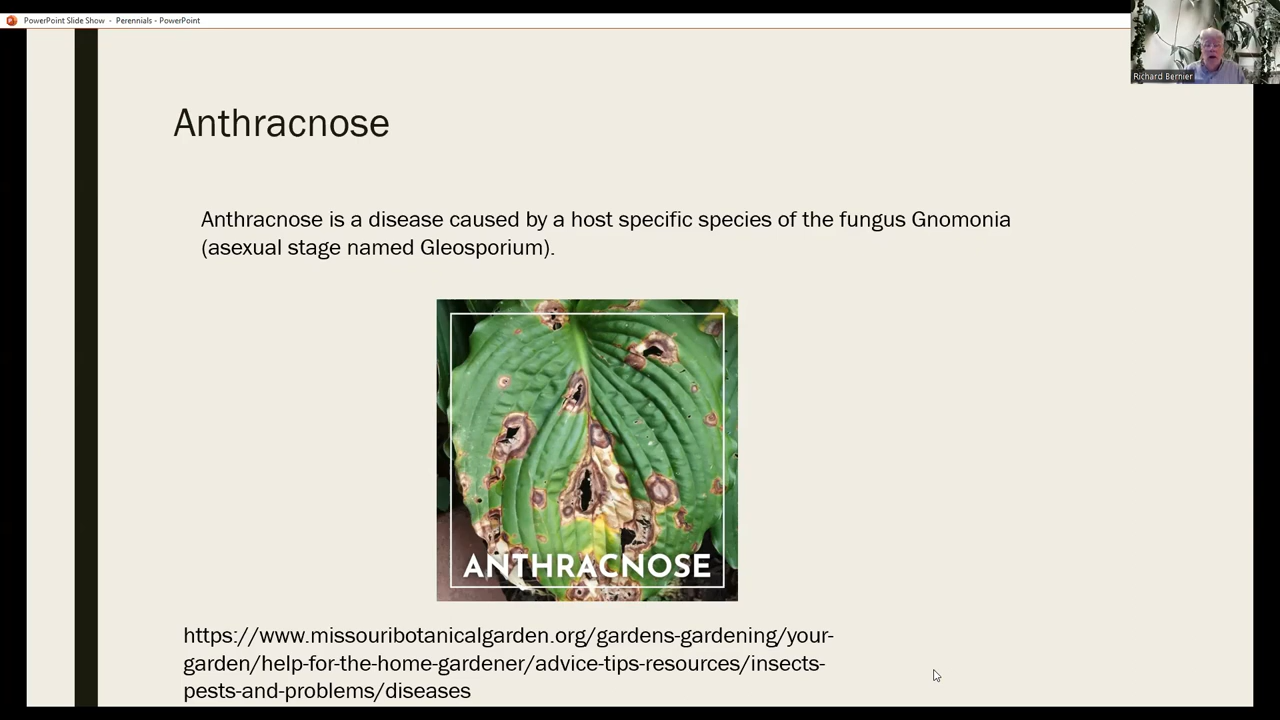 PowerPoint Slide Show - Perennials - PowerPoint
Richard Bernier
Anthracnose
Anthracnose is a disease caused by a host specific species of the fungus Gnomonia
(asexual stage named Gleosporium).
ANTHRACNOSE
https://www.missouribotanicalgarden.org/gardens-gardening/your-
garden/help-for-the-home-gardener/advice-tips-resources/insects-
pests-and-problems/diseases